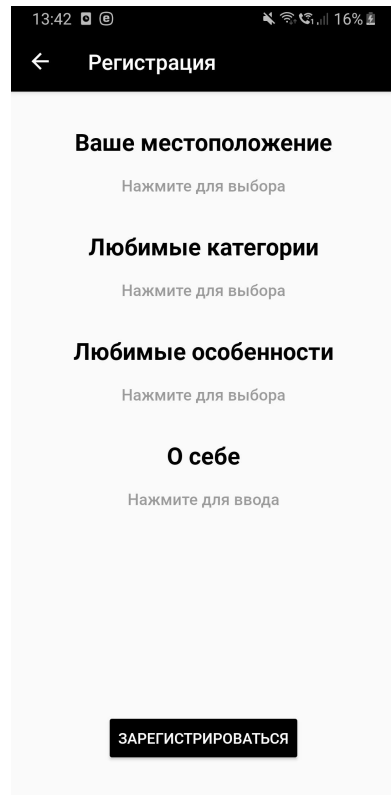 13:42 16%
Регистрация
Ваше местоположение
Нажмите для выбора
Любимые категории
Нажмите для выбора
Любимые особенности
Нажмите для выбора
О себе
Нажмите для ввода
ЗАРЕГИСТРИРОВАТЬСЯ